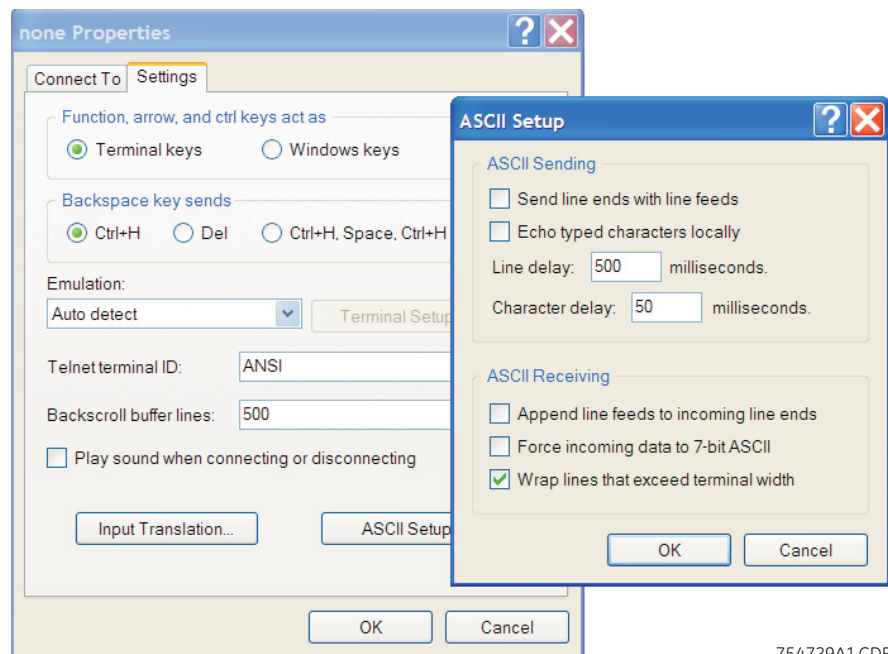 none Properties
Connect To
Settings
Function, arrow, and ctrl keys act as
Terminal keys
Windows keys
Backspace key sends
Ctrl+H
Del
Ctrl+H, Space, Ctrl+H
Emulation:
Auto detect
Terminal Setup
Telnet terminal ID:
ANSI
Backscroll buffer lines:
500
Play sound when connecting or disconnecting
Input Translation...
ASCII Setup
OK
Cancel
ASCII Setup
ASCII Sending
Send line ends with line feeds
Echo typed characters locally
Line delay: 500 milliseconds.
Character delay: 50 milliseconds.
ASCII Receiving
Append line feeds to incoming line ends
Force incoming data to 7-bit ASCII
Wrap lines that exceed terminal width
OK
Cancel